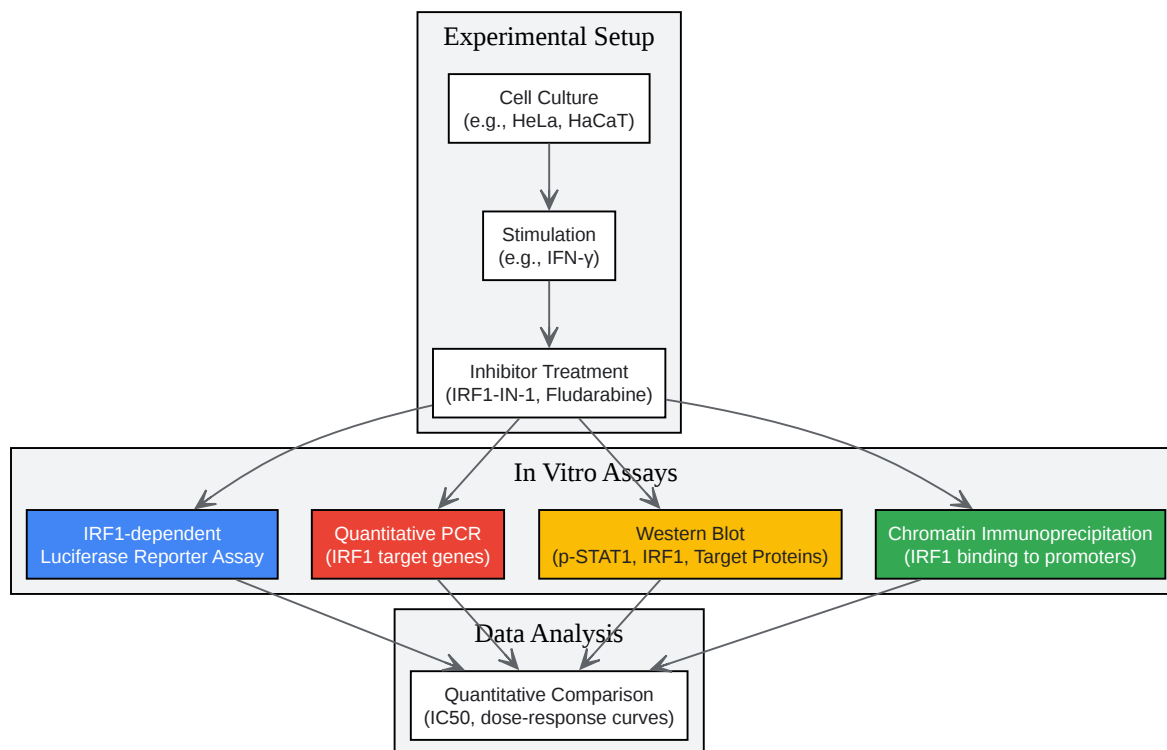 Experimental Setup
Cell Culture
(e.g., HeLa, HaCaT)
Stimulation
(e.g., IFN-γ)
Inhibitor Treatment
(IRF1-IN-1, Fludarabine)
In Vitro Assays
IRF1-dependent
Luciferase Reporter Assay
Quantitative PCR
(IRF1 target genes)
Western Blot
(p-STAT1, IRF1, Target Proteins)
Chromatin Immunoprecipitation
(IRF1 binding to promoters)
Data Analysis
Quantitative Comparison
(IC50, dose-response curves)